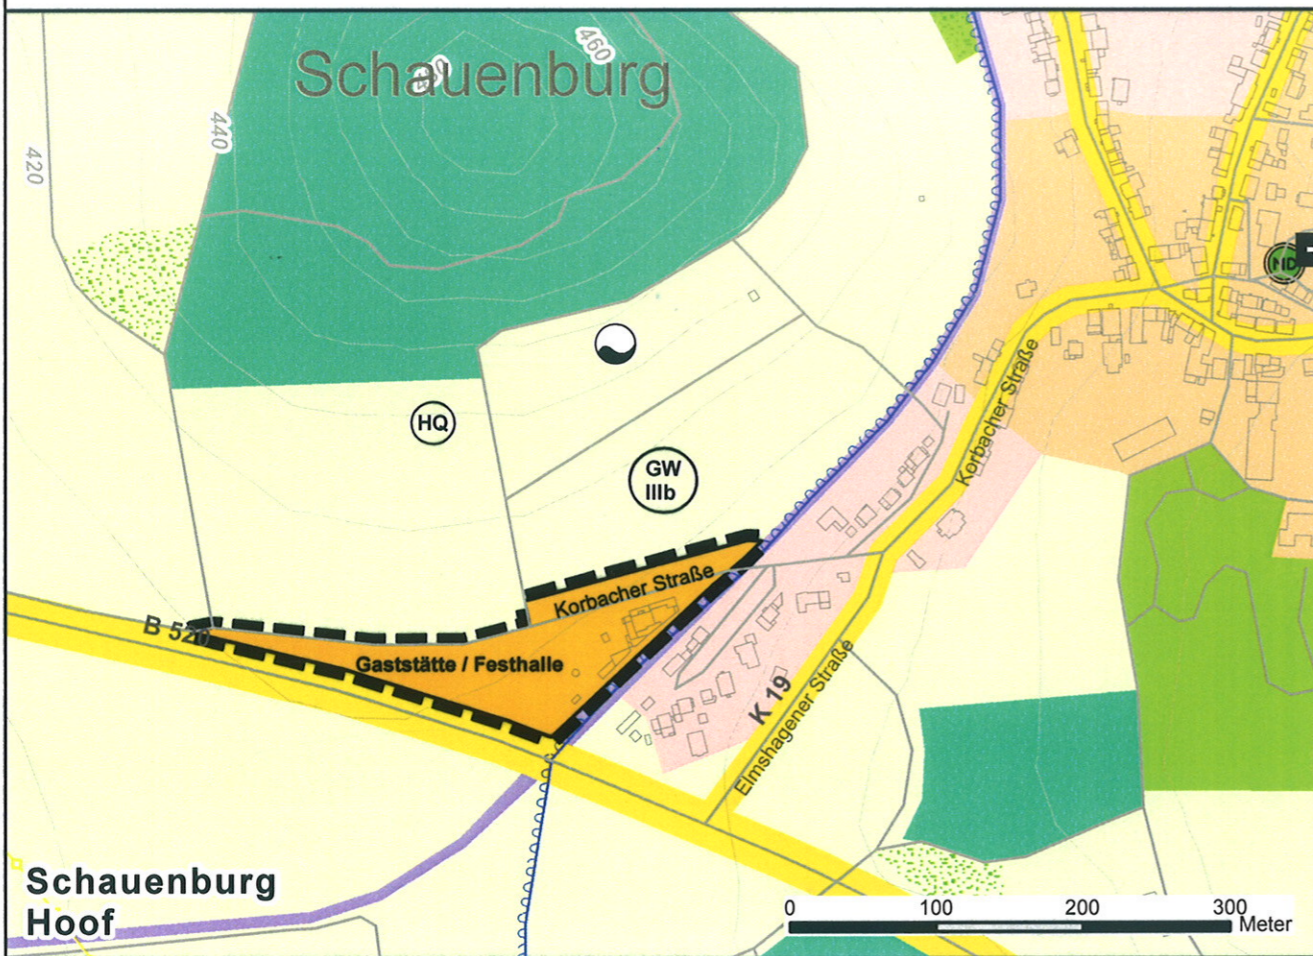 Schauenburg
460
440
420
ND
HQ
GW
IIIb
Korbacher Straße
Korbacher Straße
B 520
Gaststätte / Festhalle
K 19
Elmshagener Straße
Schauenburg
Hoof
0 100 200 300
Meter